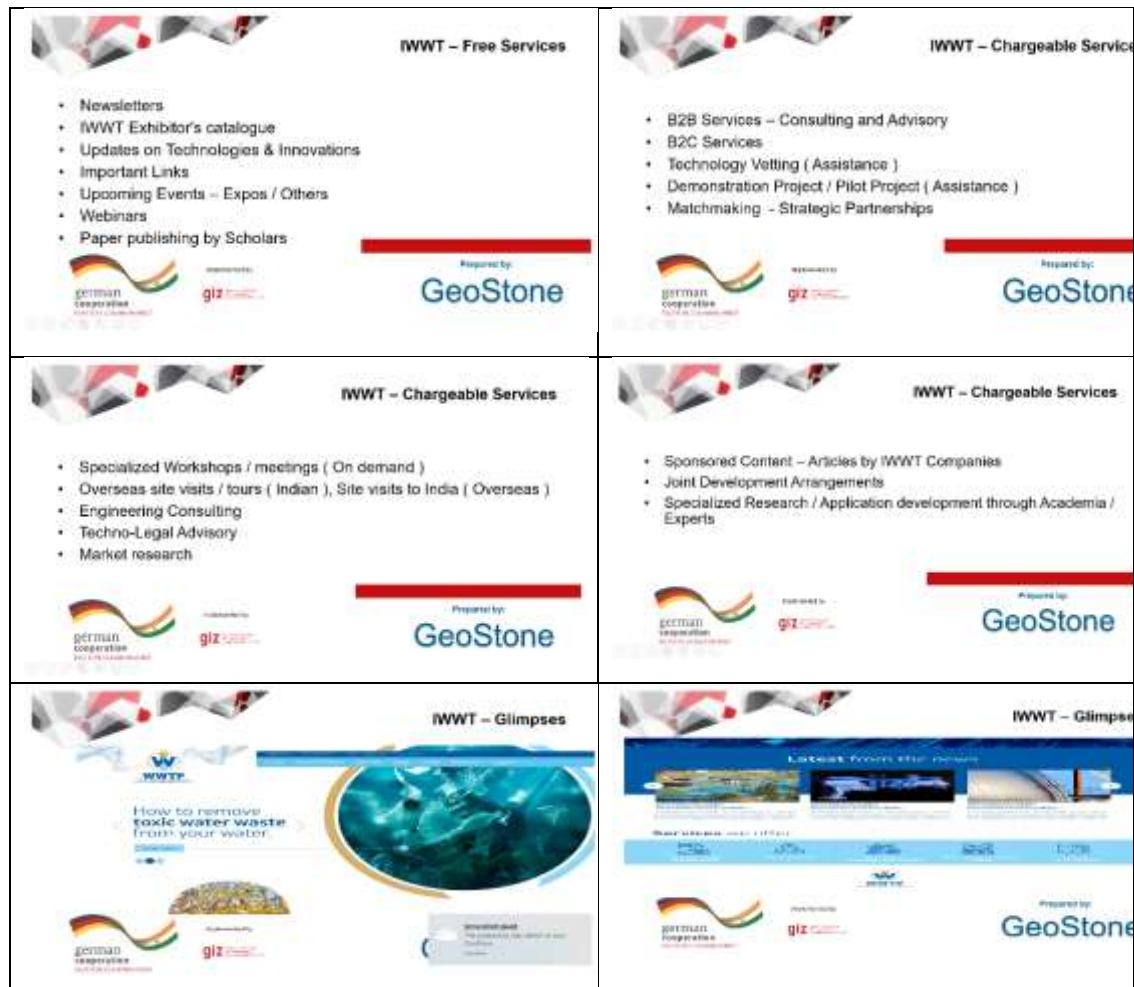 IWWT – Free Services
• Newsletters
• IWWT Exhibitor's catalogue
• Updates on Technologies & Innovations
• Important Links
• Upcoming Events – Expos / Others
• Webinars
• Paper publishing by Scholars
german
cooperation
giz
Prepared by:
GeoStone
IWWT – Chargeable Service
• B2B Services – Consulting and Advisory
• B2C Services
• Technology Vetting ( Assistance )
• Demonstration Project / Pilot Project ( Assistance )
• Matchmaking - Strategic Partnerships
german
cooperation
giz
Prepared by:
GeoStone
IWWT – Chargeable Services
• Specialized Workshops / meetings ( On demand )
• Overseas site visits / tours ( Indian ), Site visits to India ( Overseas )
• Engineering Consulting
• Techno-Legal Advisory
• Market research
german
cooperation
giz
Prepared by:
GeoStone
IWWT – Chargeable Services
• Sponsored Content – Articles by IWWT Companies
• Joint Development Arrangements
• Specialized Research / Application development through Academia /
Experts
german
cooperation
giz
Prepared by:
GeoStone
IWWT – Glimpses
WWTP
How to remove
toxic water waste
from your water.
german
cooperation
giz
IWWT – Glimpse
Latest from the news
Services we offer
german
cooperation
giz
Prepared by:
GeoStone